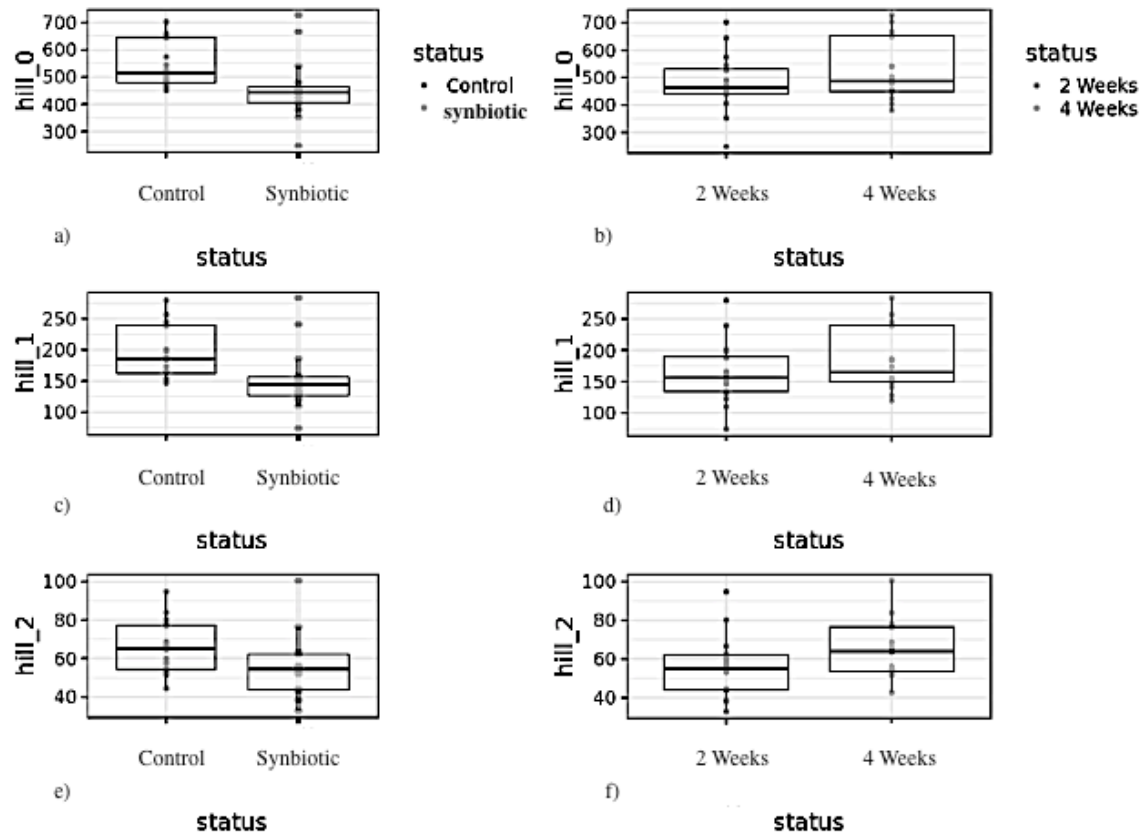 700
600
500
400
300
hill_0
Control
Synbiotic
a)
status
status
Control
synbiotic
700
600
500
400
300
hill_0
2 Weeks
4 Weeks
b)
status
status
2 Weeks
4 Weeks
250
200
150
100
hill_1
Control
Synbiotic
c)
status
250
200
150
100
hill_1
2 Weeks
4 Weeks
d)
status
100
80
60
40
hill_2
Control
Synbiotic
e)
status
100
80
60
40
hill_2
2 Weeks
4 Weeks
f)
status